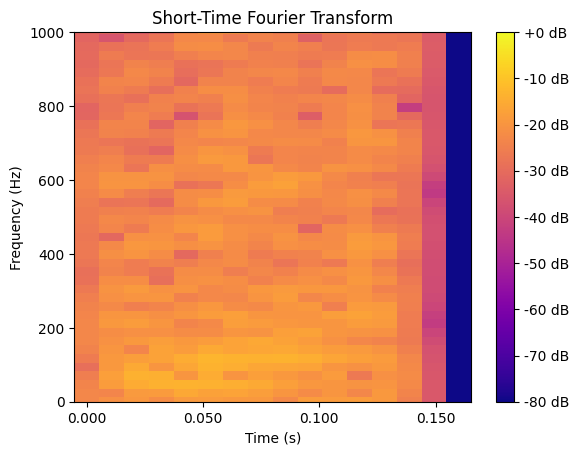 Short-Time Fourier Transform
Frequency (Hz)
1000
800
600
400
200
0
0.000
0.050
0.100
0.150
Time (s)
+0 dB
-10 dB
-20 dB
-30 dB
-40 dB
-50 dB
-60 dB
-70 dB
-80 dB